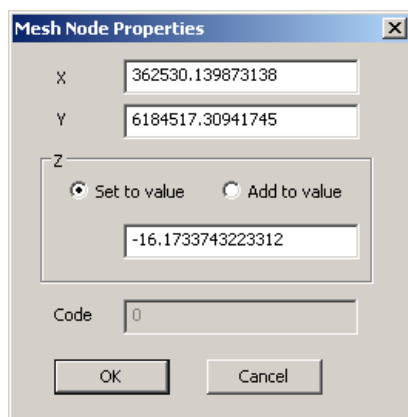 Mesh Node Properties
X 362530.139873138
Y 6184517.30941745
Z
Set to value Add to value
-16.1733743223312
Code 0
OK Cancel